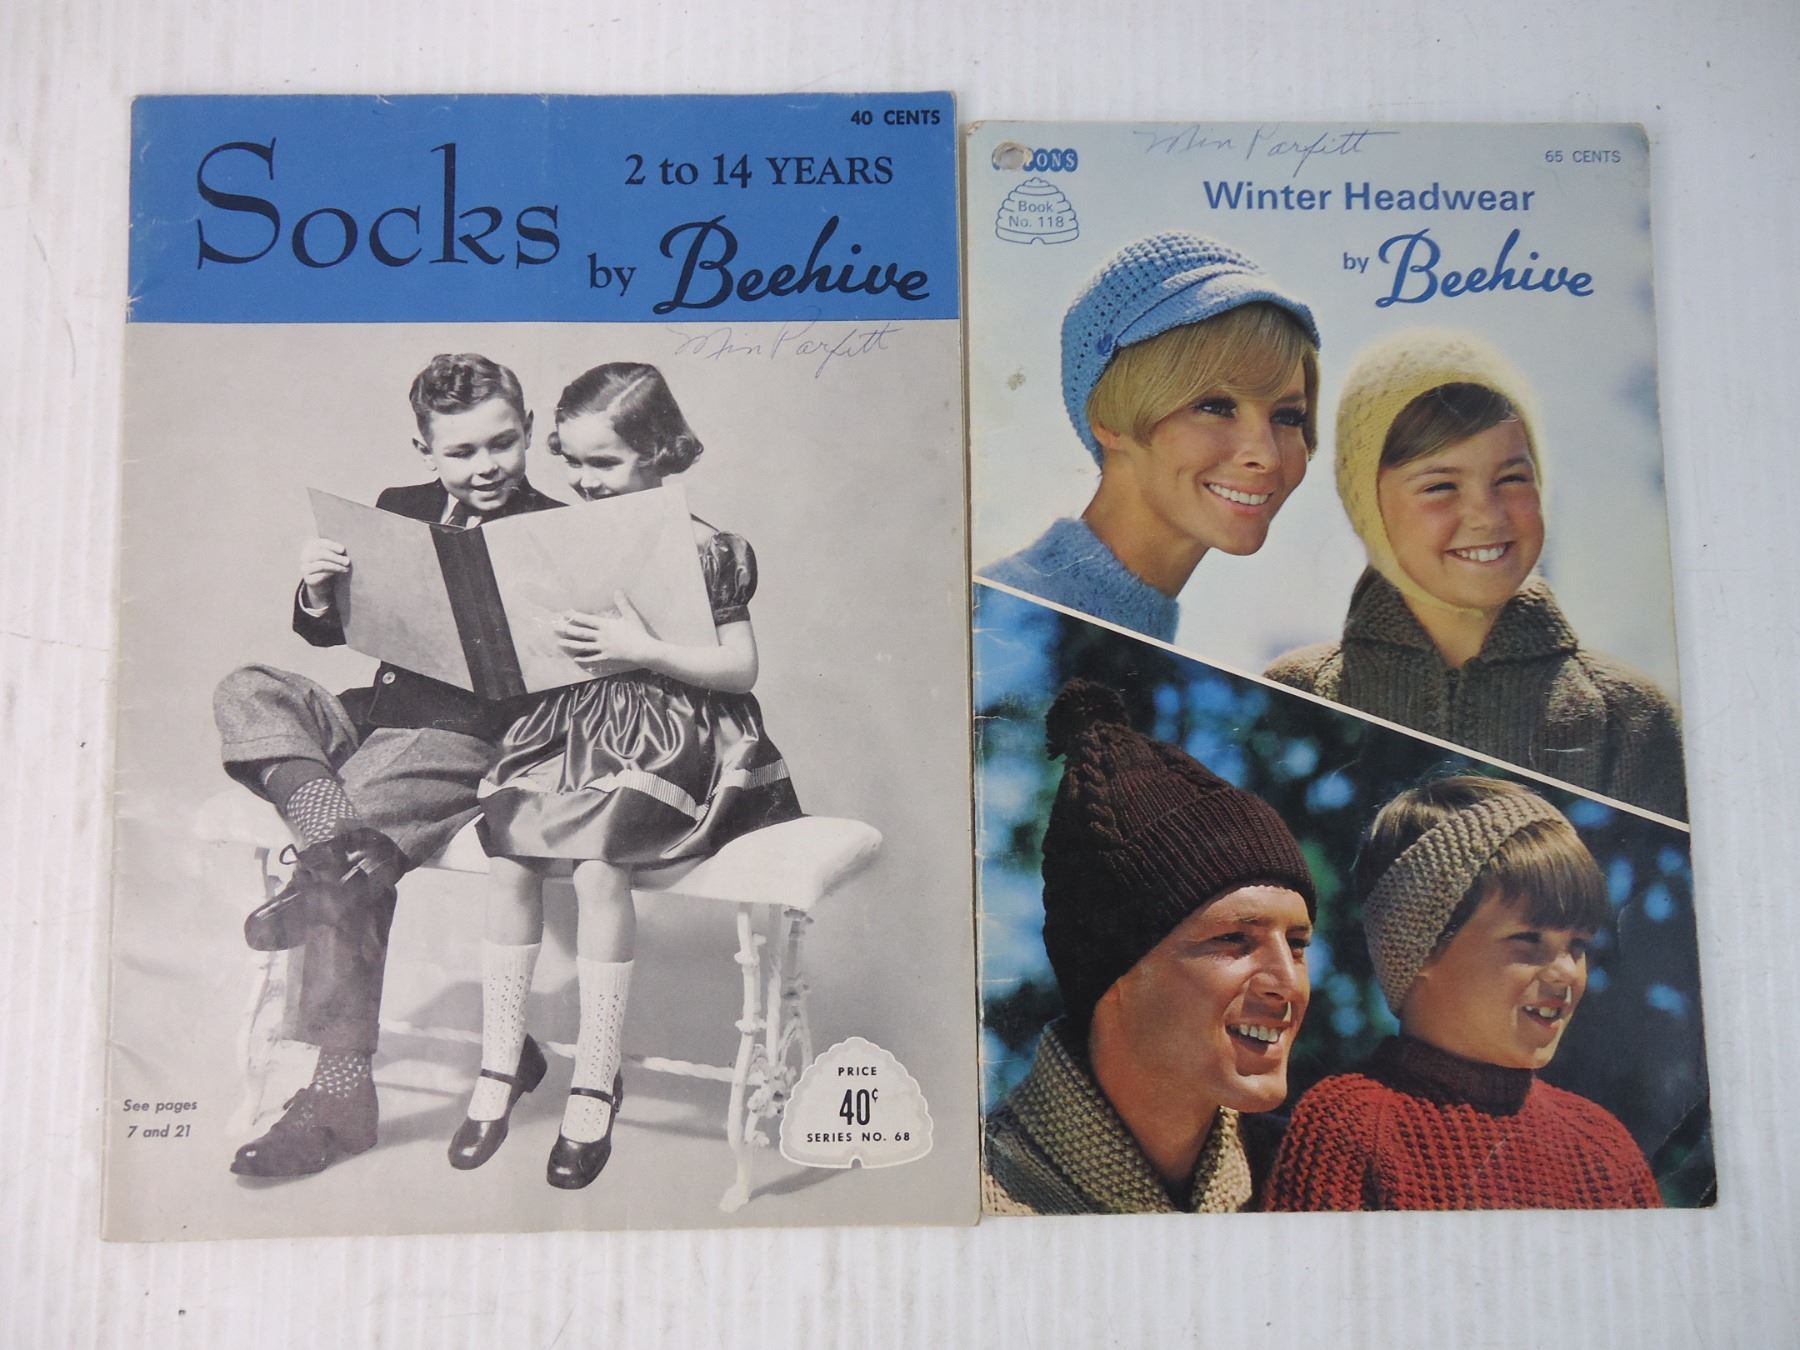 40 CENTS
Socks
2 to 14 YEARS
by Beehive
Min Parfitt
See pages
7 and 21
PRICE
40¢
SERIES NO. 68
Min Parfitt
PONS
65 CENTS
Book
No. 118
Winter Headwear
by Beehive